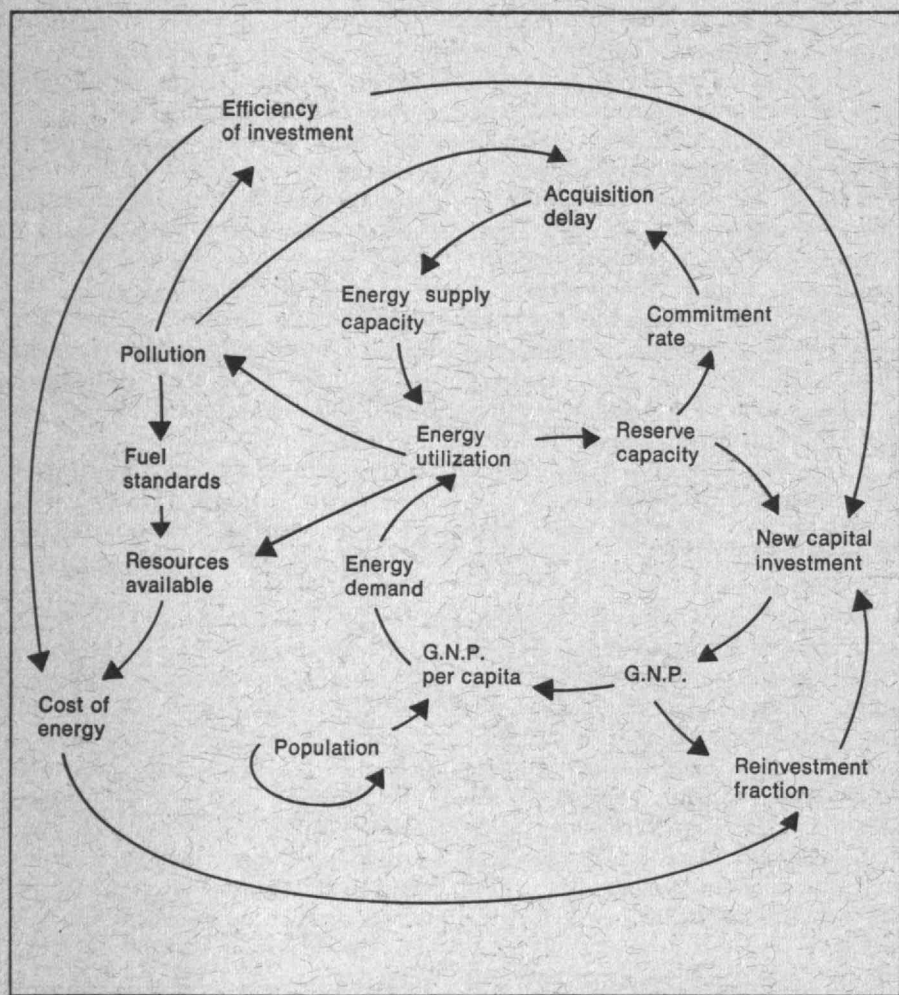 Efficiency
of investment
Acquisition
delay
Energy supply
capacity
Commitment
rate
Pollution
Energy
utilization
Reserve
capacity
Fuel
standards
New capital
investment
Resources
available
Energy
demand
G.N.P.
per capita
G.N.P.
Cost of
energy
Population
Reinvestment
fraction